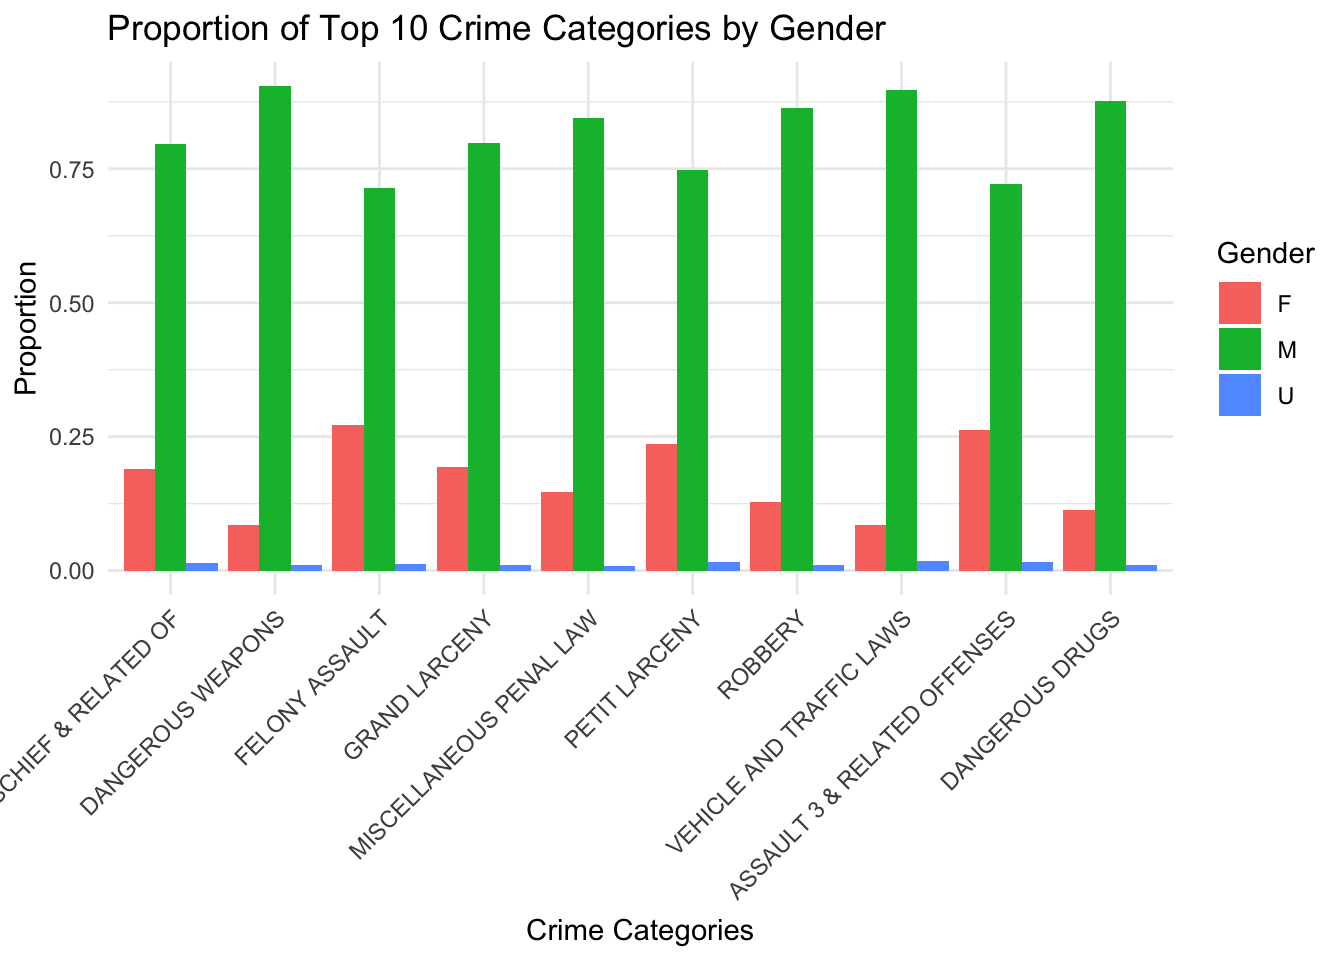 Proportion of Top 10 Crime Categories by Gender
Proportion
0.75
0.50
0.25
0.00
Gender
F
M
U
SCHIEF & RELATED OF
DANGEROUS WEAPONS
FELONY ASSAULT
GRAND LARCENY
MISCELLANEOUS PENAL LAW
PETIT LARCENY
ROBBERY
VEHICLE AND TRAFFIC LAWS
ASSAULT 3 & RELATED OFFENSES
DANGEROUS DRUGS
Crime Categories